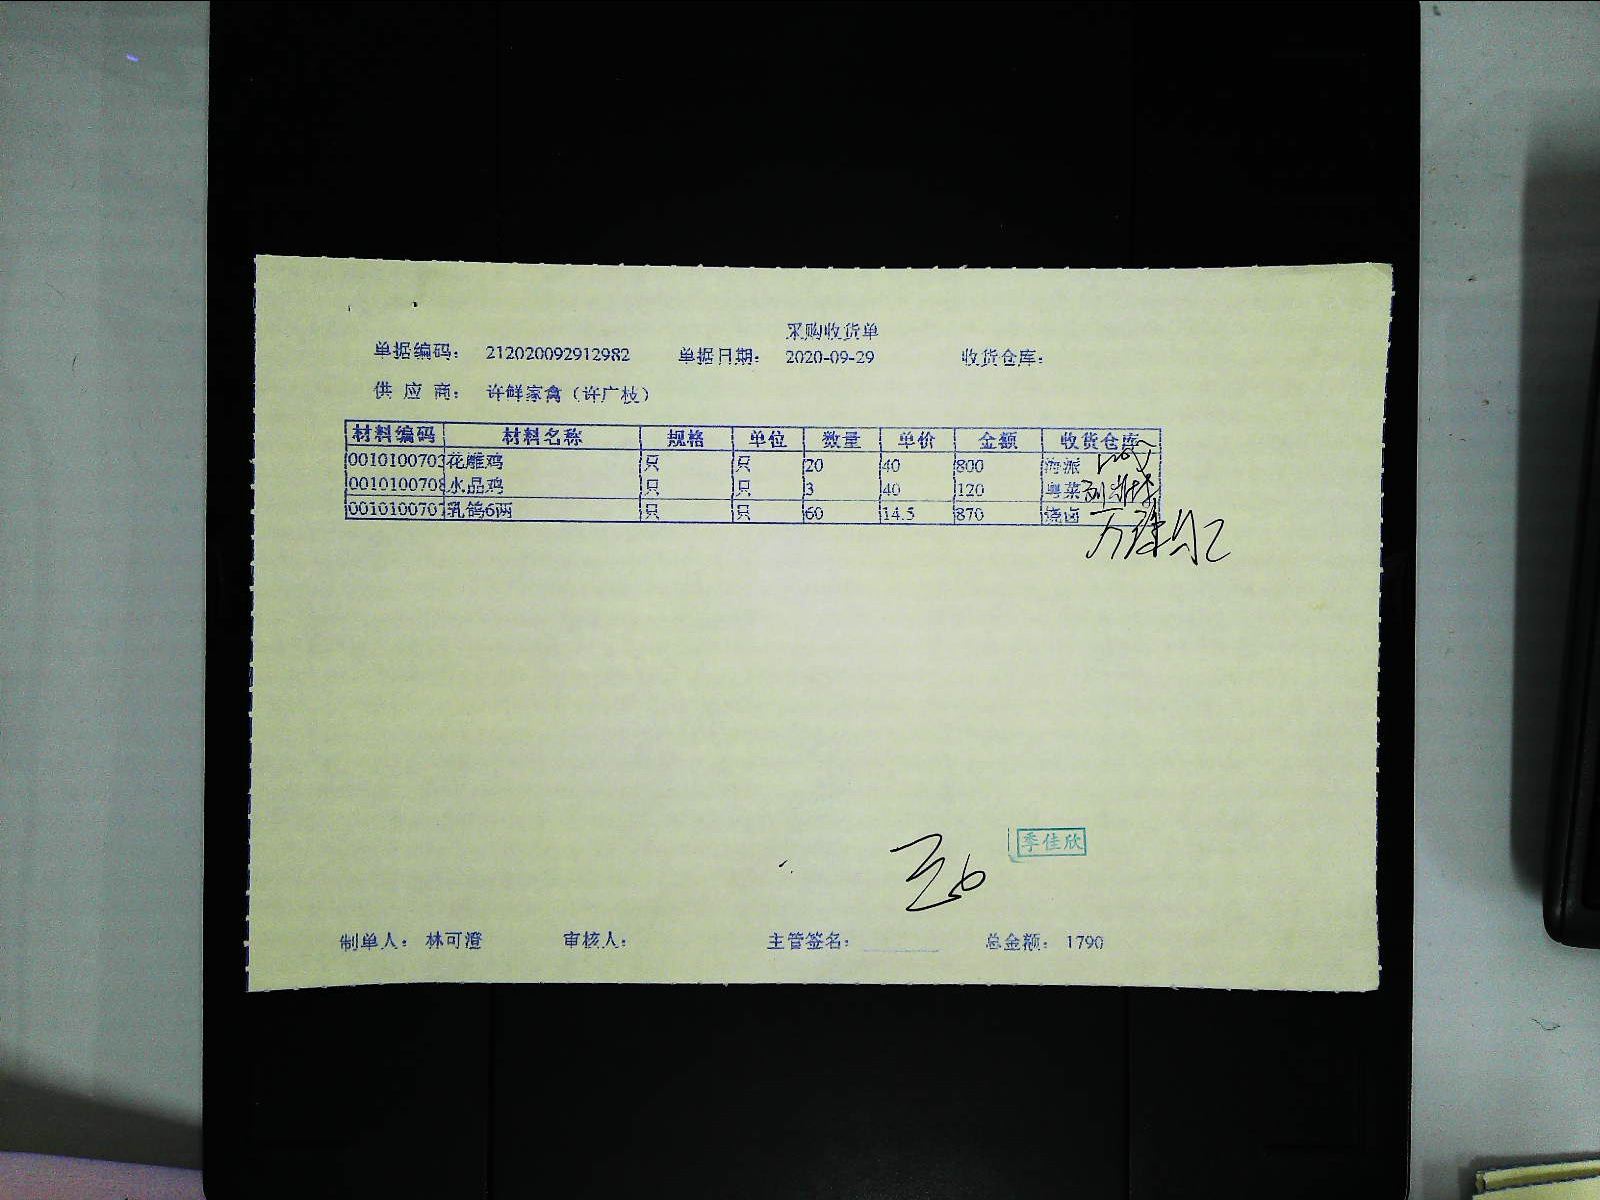 采购收货单
单据编码: 212020092912982 单据日期: 2020-09-29 收货仓库:
供 应 商: 许鲜家禽（许广枝）
材料编码 材料名称 规格 单位 数量 单价 金额 收货仓库
0010100703 花雕鸡 只 只 20 40 800 海派
0010100708 水晶鸡 只 只 3 40 120 粤菜
0010100707 乳鸽6两 只 只 60 14.5 870 烧卤
季佳欣
制单人: 林可澄 审核人: 主管签名: 总金额: 1790